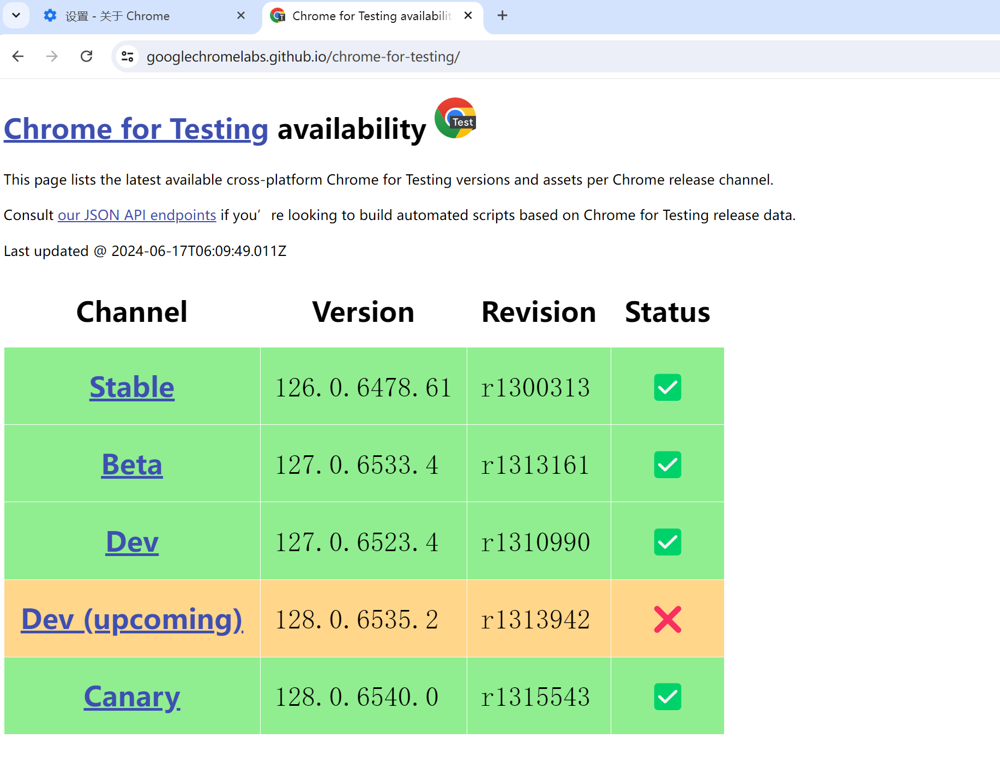 设置 - 关于 Chrome
Chrome for Testing availabilit
googlechromelabs.github.io/chrome-for-testing/
Chrome for Testing availability
Test
This page lists the latest available cross-platform Chrome for Testing versions and assets per Chrome release channel.
Consult our JSON API endpoints if you’re looking to build automated scripts based on Chrome for Testing release data.
Last updated @ 2024-06-17T06:09:49.011Z
Channel Version Revision Status
Stable 126.0.6478.61 r1300313 ✅
Beta 127.0.6533.4 r1313161 ✅
Dev 127.0.6523.4 r1310990 ✅
Dev (upcoming) 128.0.6535.2 r1313942 ❌
Canary 128.0.6540.0 r1315543 ✅